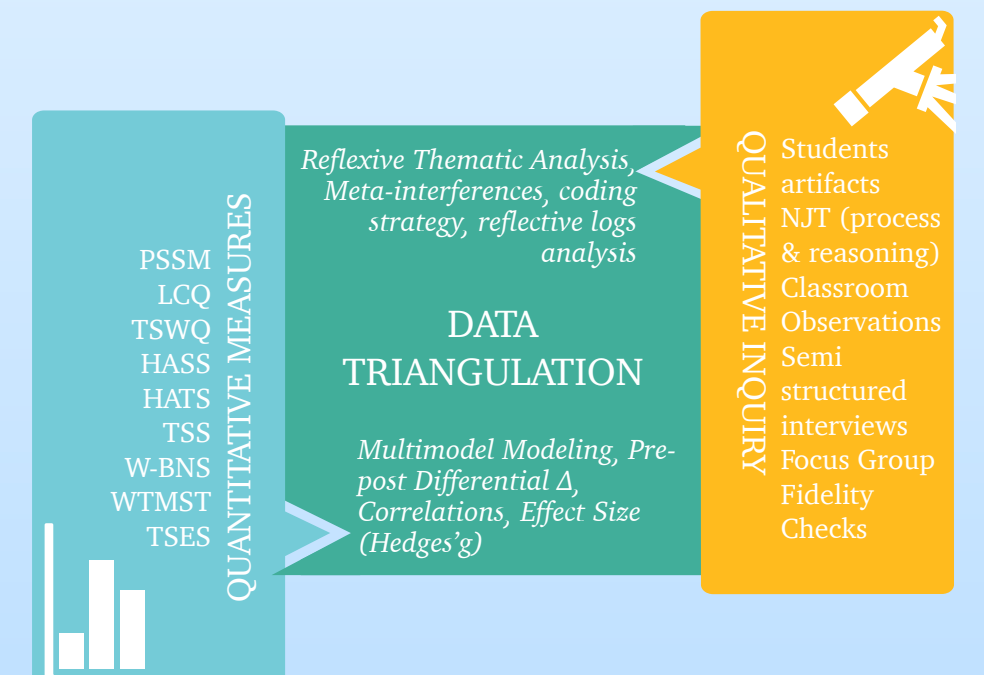 PSSM
LCQ
TSWQ
HASS
HATS
TSS
W-BNS
WTMST
TSES
QUANTITATIVE MEASURES
Reflexive Thematic Analysis,
Meta-interferences, coding
strategy, reflective logs
analysis
DATA
TRIANGULATION
Multimodel Modeling, Pre-
post Differential Δ,
Correlations, Effect Size
(Hedges'g)
QUALITATIVE INQUIRY
Students
artifacts
NJT (process
& reasoning)
Classroom
Observations
Semi
structured
interviews
Focus Group
Fidelity
Checks